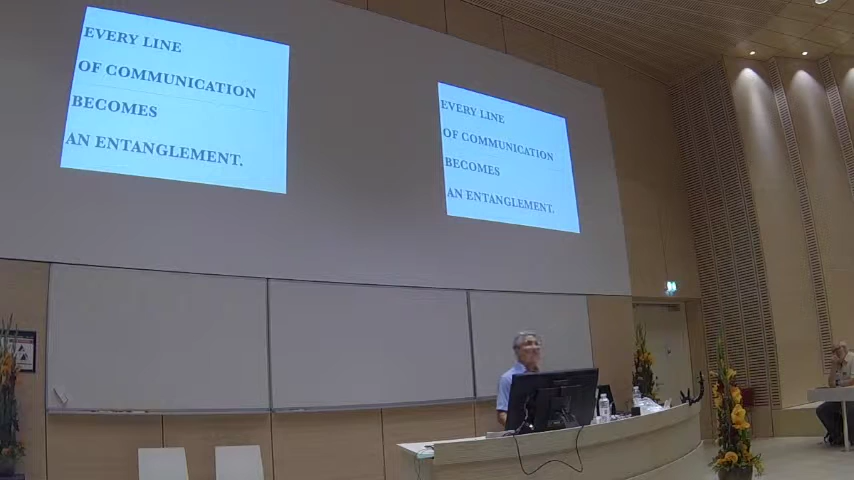 EVERY LINE
OF COMMUNICATION
BECOMES
AN ENTANGLEMENT.
EVERY LINE
OF COMMUNICATION
BECOMES
AN ENTANGLEMENT.